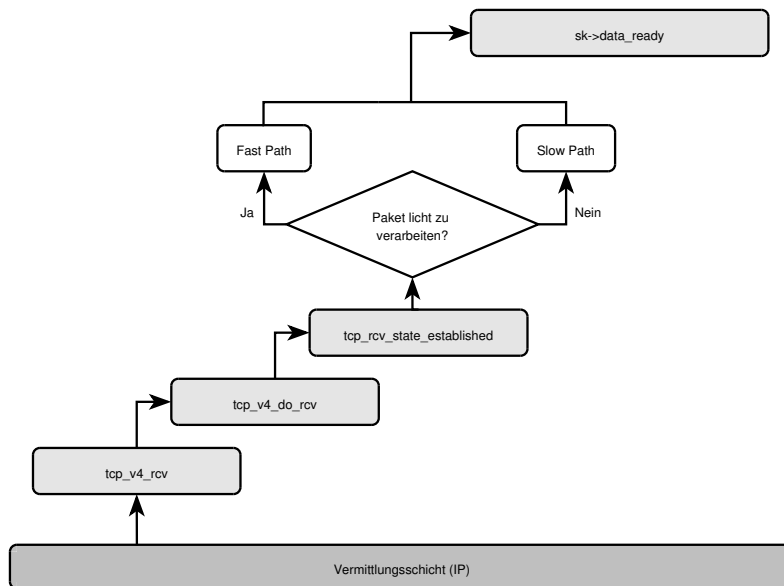 sk->data_ready
Fast Path
Slow Path
Ja
Paket licht zu
verarbeiten?
Nein
tcp_rcv_state_established
tcp_v4_do_rcv
tcp_v4_rcv
Vermittlungsschicht (IP)